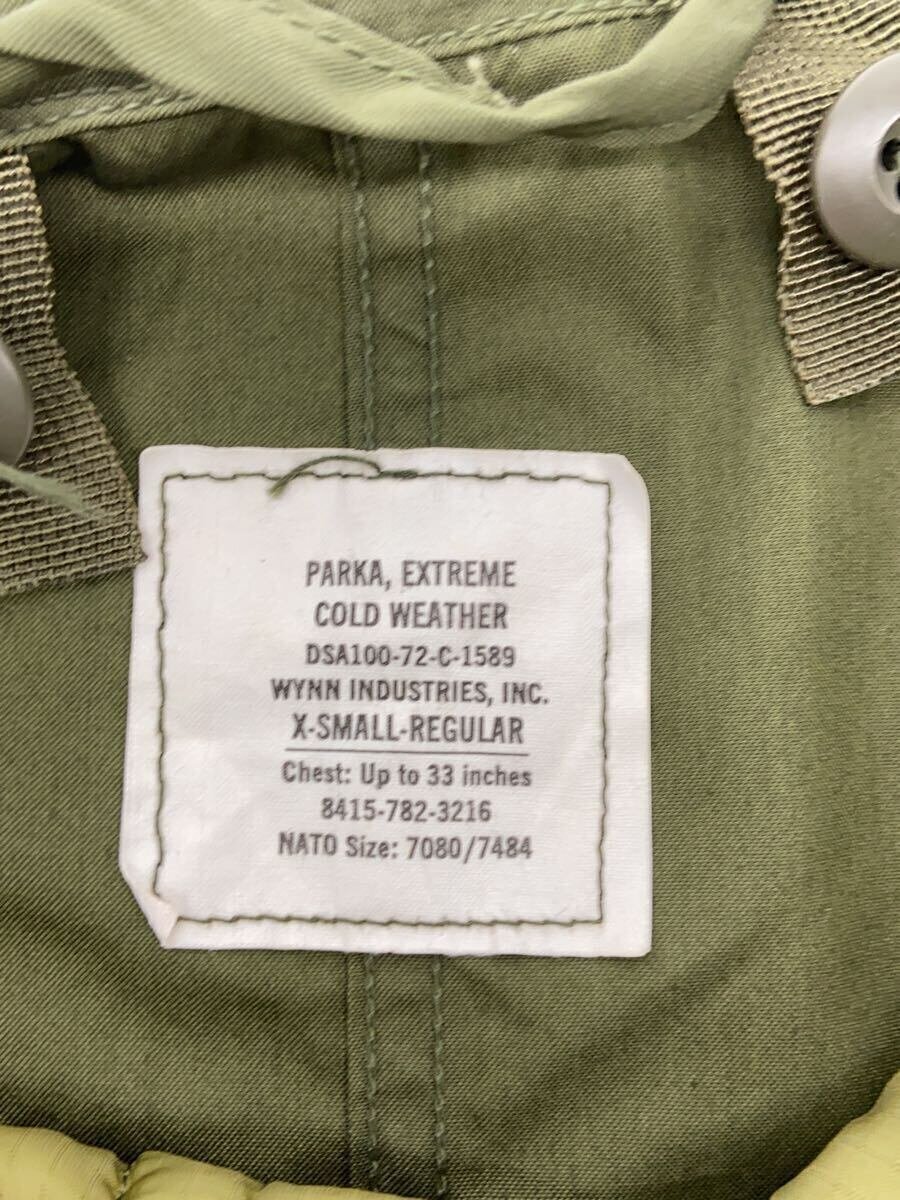 PARKA, EXTREME
COLD WEATHER
DSA100-72-C-1589
WYNN INDUSTRIES, INC.
X-SMALL-REGULAR
Chest: Up to 33 inches
8415-782-3216
NATO Size: 7080/7484